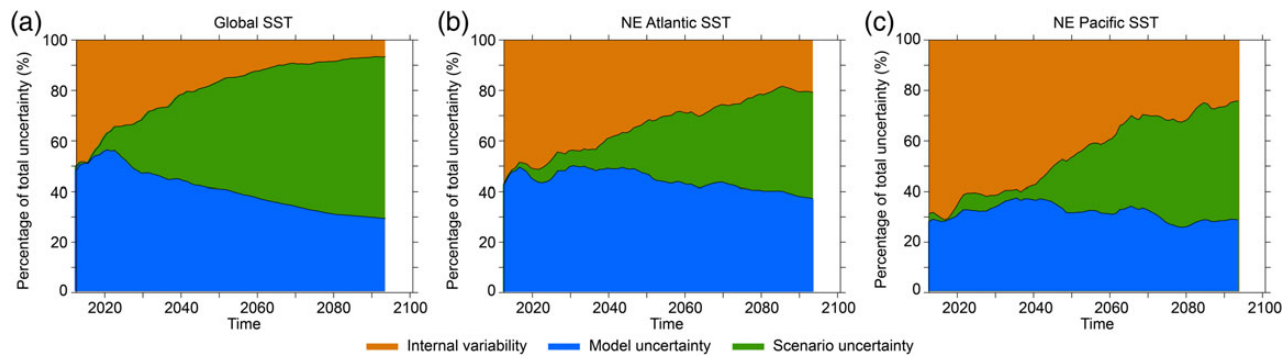 (a) Global SST
Percentage of total uncertainty (%)
100
80
60
40
20
0
2020 2040 2060 2080 2100
Time
(b) NE Atlantic SST
Percentage of total uncertainty (%)
100
80
60
40
20
0
2020 2040 2060 2080 2100
Time
(c) NE Pacific SST
Percentage of total uncertainty (%)
100
80
60
40
20
0
2020 2040 2060 2080 2100
Time
Internal variability Model uncertainty Scenario uncertainty